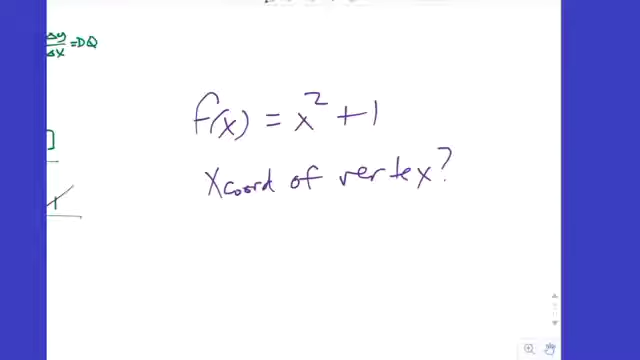 Δy/Δx = DQ
f(x) = x² + 1
x coord of vertex?